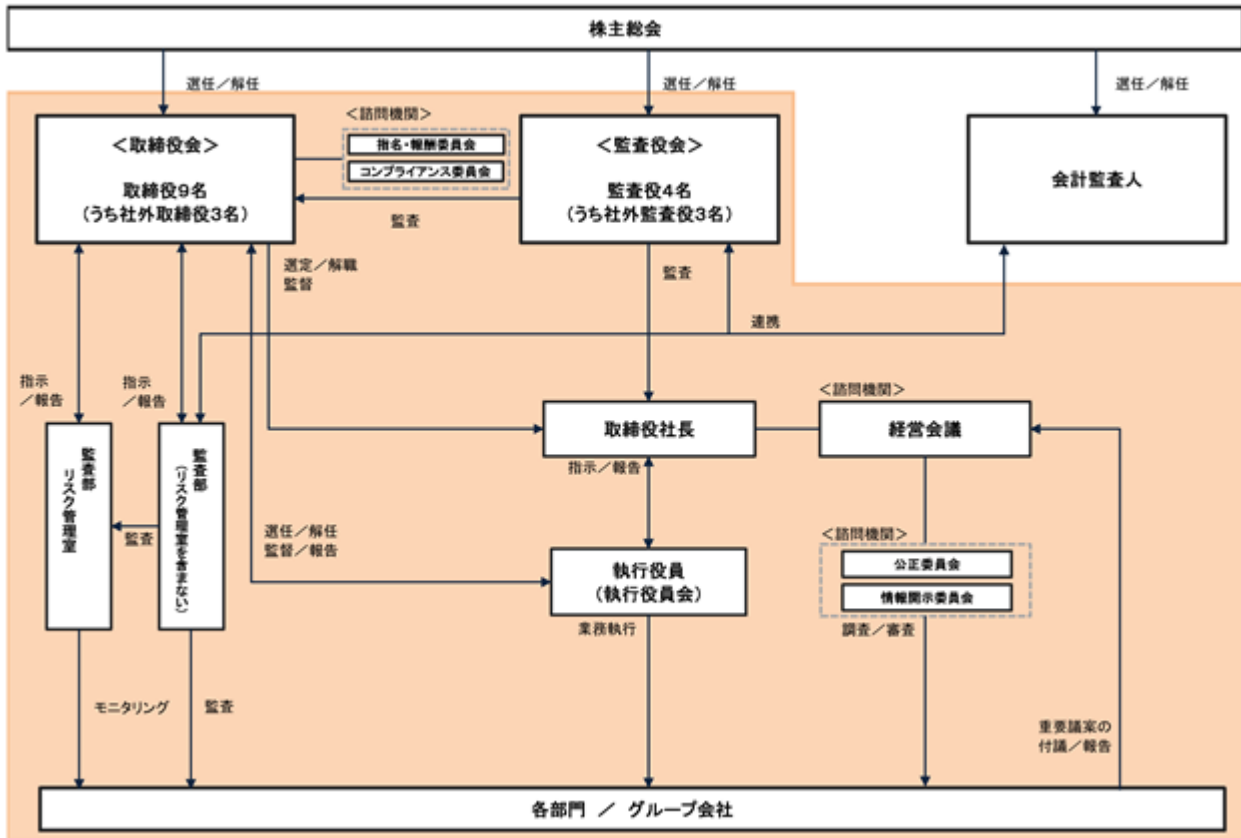 株主総会
選任/解任
選任/解任
選任/解任
＜取締役会＞
取締役9名
(うち社外取締役3名)
＜諮問機関＞
指名・報酬委員会
コンプライアンス委員会
＜監査役会＞
監査役4名
(うち社外監査役3名)
会計監査人
監査
選定／解職
監督
監査
連携
指示
／報告
指示
／報告
＜諮問機関＞
取締役社長
経営会議
監査部
リスク管理室
監査部
(リスク管理室を含まない)
監査
指示／報告
選任／解任
監督／報告
＜諮問機関＞
執行役員
(執行役員会)
公正委員会
情報開示委員会
業務執行
調査／審査
モニタリング
監査
重要議案の
付議／報告
各部門 ／ グループ会社